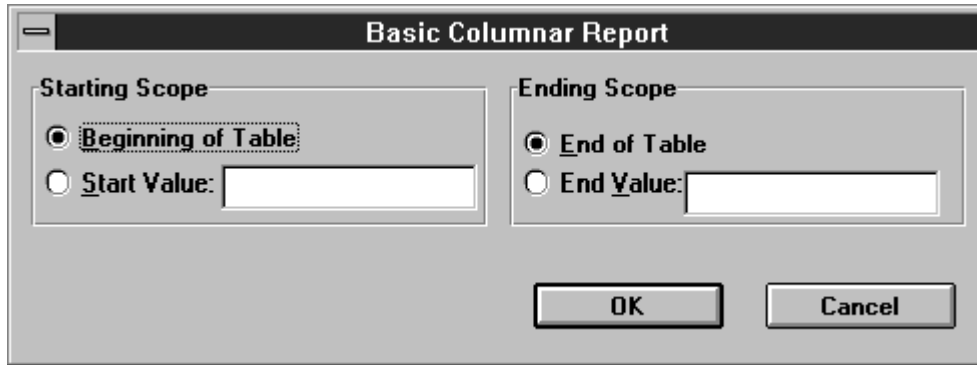 Basic Columnar Report
Starting Scope
Beginning of Table
Start Value:
Ending Scope
End of Table
End Value:
OK
Cancel